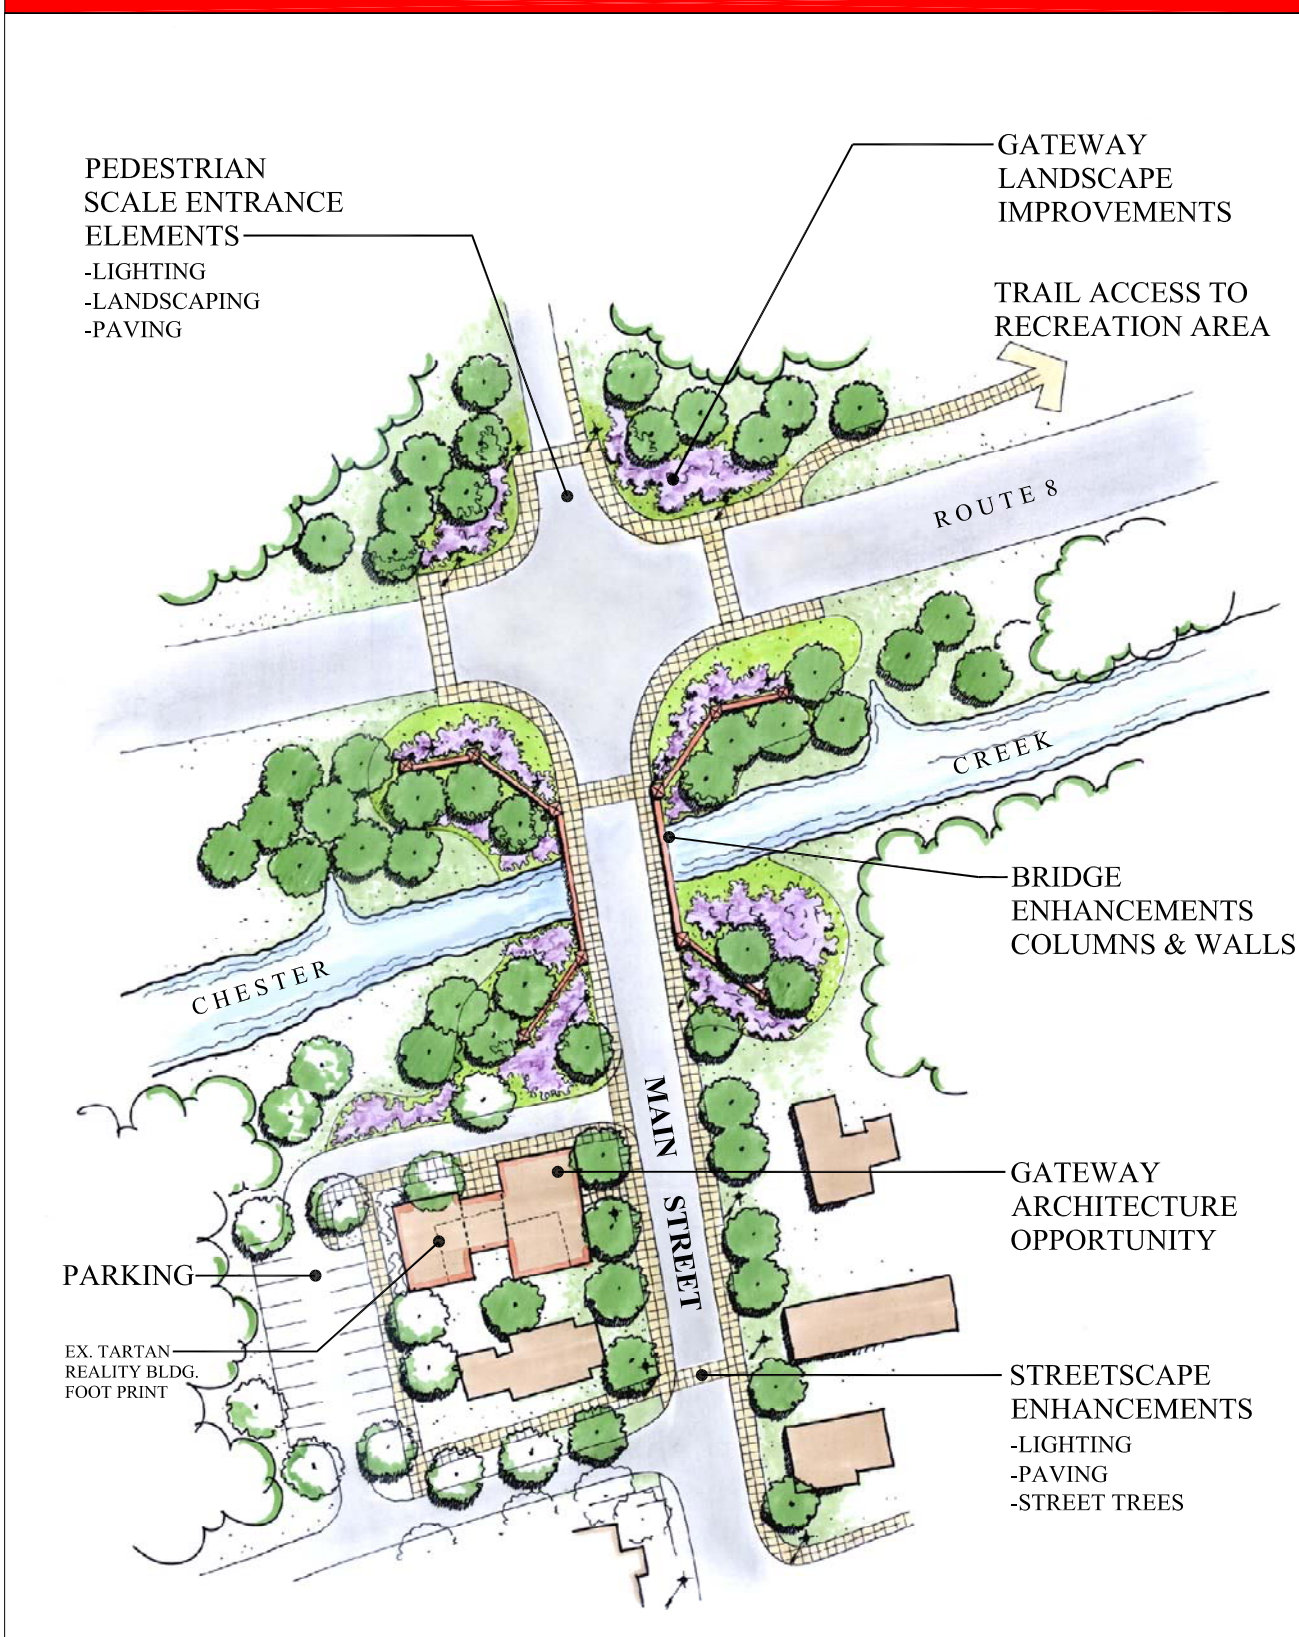 PEDESTRIAN
SCALE ENTRANCE
ELEMENTS
-LIGHTING
-LANDSCAPING
-PAVING
GATEWAY
LANDSCAPE
IMPROVEMENTS
TRAIL ACCESS TO
RECREATION AREA
ROUTE 8
CREEK
BRIDGE
ENHANCEMENTS
COLUMNS & WALLS
CHESTER
MAIN STREET
GATEWAY
ARCHITECTURE
OPPORTUNITY
PARKING
EX. TARTAN
REALITY BLDG.
FOOT PRINT
STREETSCAPE
ENHANCEMENTS
-LIGHTING
-PAVING
-STREET TREES